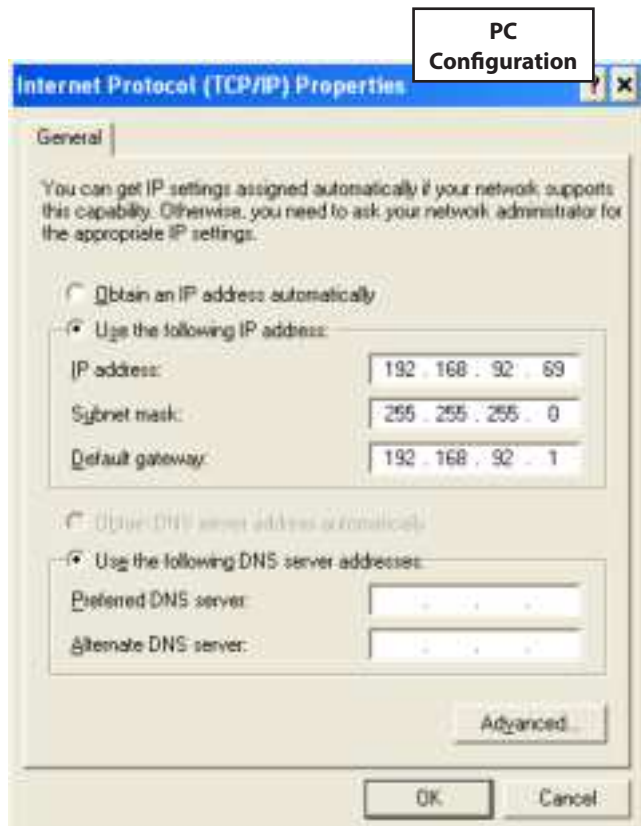 PC
Configuration
Internet Protocol (TCP/IP) Properties
? ×
General
You can get IP settings assigned automatically if your network supports
this capability. Otherwise, you need to ask your network administrator for
the appropriate IP settings.
Obtain an IP address automatically
Use the following IP address:
IP address: 192 . 168 . 92 . 69
Subnet mask: 255 . 255 . 255 . 0
Default gateway: 192 . 168 . 92 . 1
Obtain DNS server address automatically
Use the following DNS server addresses:
Preferred DNS server: . . .
Alternate DNS server: . . .
Advanced...
OK Cancel